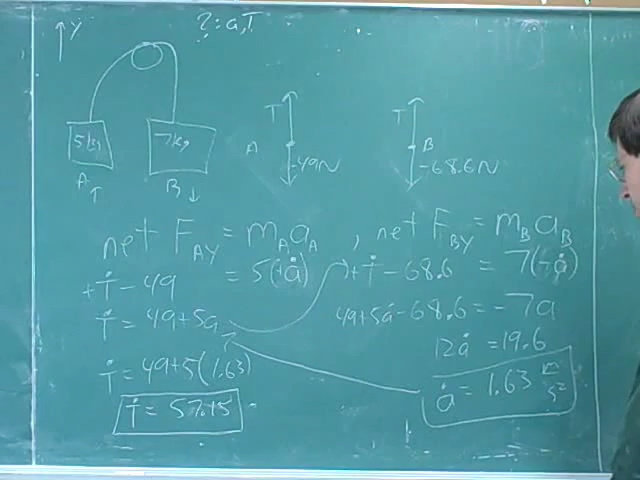 Y
?: a, T
5kg
7kg
A↑
B↓
T
A
-49N
T
B
-68.6N
net F_AY = m_A a_A , net F_BY = m_B a_B
+T - 49 = 5(+a)
+T - 68.6 = 7(-a)
T = 49+5a
49+5a-68.6 = -7a
12a = 19.6
T = 49+5(1.63)
a = 1.63 m/s²
T = 57.15